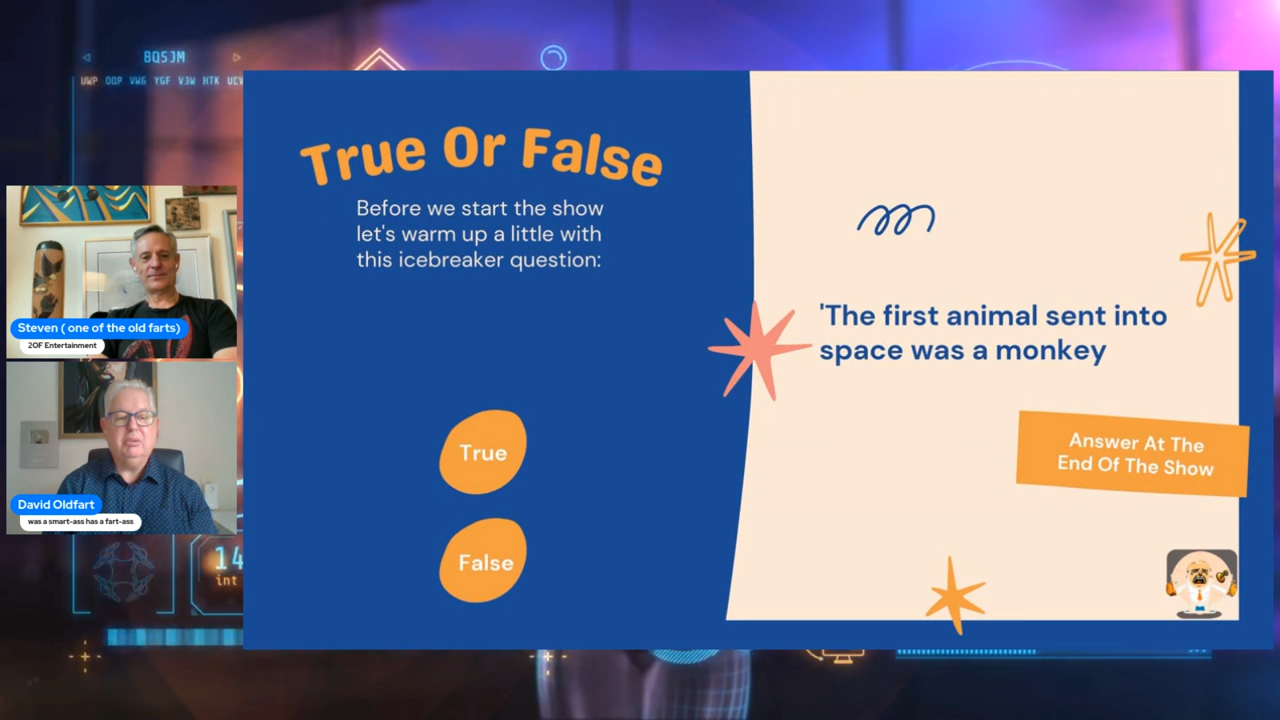 BQSJM
UWP DQP VWG YGF VJW HTK UCV
True Or False
Before we start the show
let's warm up a little with
this icebreaker question:
'The first animal sent into
space was a monkey
True
False
Answer At The
End Of The Show
Steven ( one of the old farts)
2OF Entertainment
David Oldfart
was a smart-ass has a fart-ass
14
int